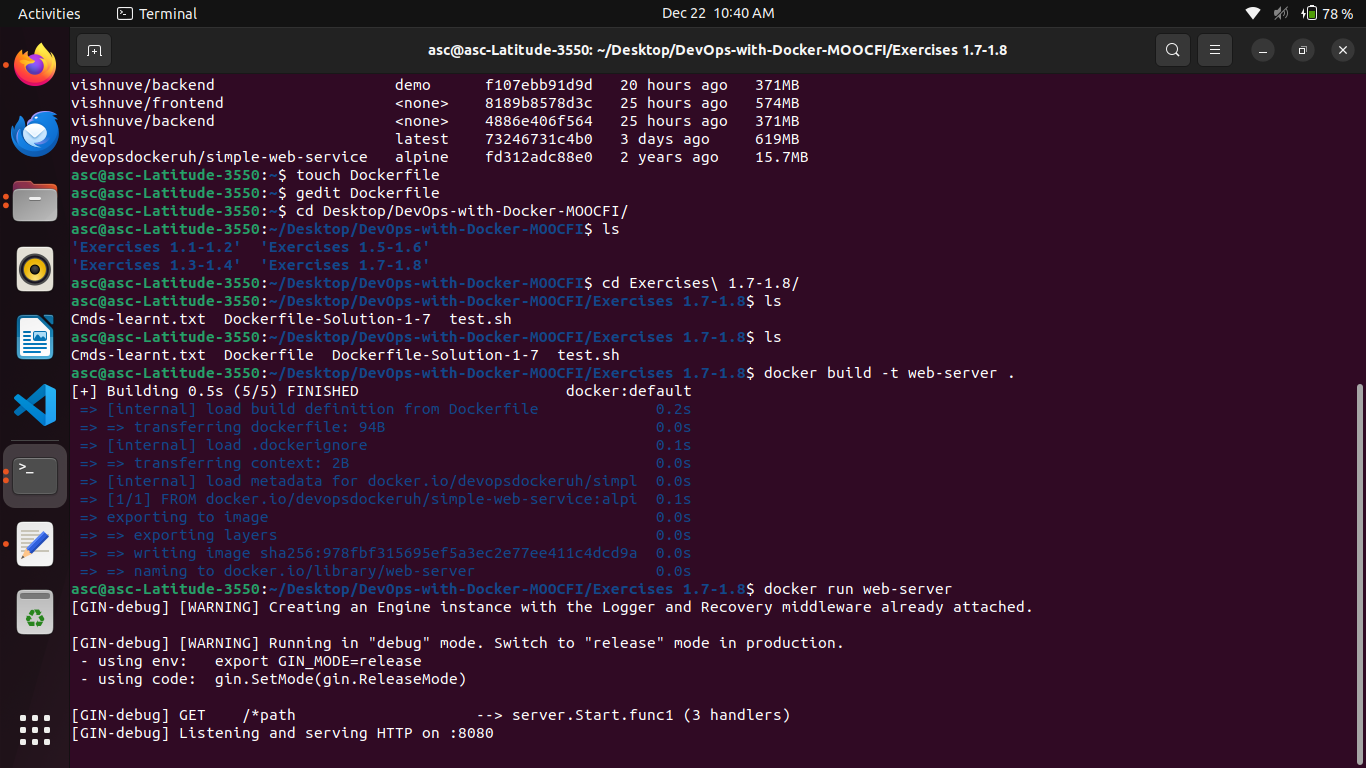 Activities Terminal Dec 22 10:40 AM 78 %
asc@asc-Latitude-3550: ~/Desktop/DevOps-with-Docker-MOOCFI/Exercises 1.7-1.8
vishnuve/backend demo f107ebb91d9d 20 hours ago 371MB
vishnuve/frontend <none> 8189b8578d3c 25 hours ago 574MB
vishnuve/backend <none> 4886e406f564 25 hours ago 371MB
mysql latest 73246731c4b0 3 days ago 619MB
devopsdockeruh/simple-web-service alpine fd312adc88e0 2 years ago 15.7MB
asc@asc-Latitude-3550:~$ touch Dockerfile
asc@asc-Latitude-3550:~$ gedit Dockerfile
asc@asc-Latitude-3550:~$ cd Desktop/DevOps-with-Docker-MOOCFI/
asc@asc-Latitude-3550:~/Desktop/DevOps-with-Docker-MOOCFI$ ls
'Exercises 1.1-1.2' 'Exercises 1.5-1.6'
'Exercises 1.3-1.4' 'Exercises 1.7-1.8'
asc@asc-Latitude-3550:~/Desktop/DevOps-with-Docker-MOOCFI$ cd Exercises\ 1.7-1.8/
asc@asc-Latitude-3550:~/Desktop/DevOps-with-Docker-MOOCFI/Exercises 1.7-1.8$ ls
Cmds-learnt.txt Dockerfile-Solution-1-7 test.sh
asc@asc-Latitude-3550:~/Desktop/DevOps-with-Docker-MOOCFI/Exercises 1.7-1.8$ ls
Cmds-learnt.txt Dockerfile Dockerfile-Solution-1-7 test.sh
asc@asc-Latitude-3550:~/Desktop/DevOps-with-Docker-MOOCFI/Exercises 1.7-1.8$ docker build -t web-server .
[+] Building 0.5s (5/5) FINISHED docker:default
=> [internal] load build definition from Dockerfile 0.2s
=> => transferring dockerfile: 94B 0.0s
=> [internal] load .dockerignore 0.1s
=> => transferring context: 2B 0.0s
=> [internal] load metadata for docker.io/devopsdockeruh/simpl 0.0s
=> [1/1] FROM docker.io/devopsdockeruh/simple-web-service:alpi 0.1s
=> exporting to image 0.0s
=> => exporting layers 0.0s
=> => writing image sha256:978fbf315695ef5a3ec2e77ee411c4dcd9a 0.0s
=> => naming to docker.io/library/web-server 0.0s
asc@asc-Latitude-3550:~/Desktop/DevOps-with-Docker-MOOCFI/Exercises 1.7-1.8$ docker run web-server
[GIN-debug] [WARNING] Creating an Engine instance with the Logger and Recovery middleware already attached.
[GIN-debug] [WARNING] Running in "debug" mode. Switch to "release" mode in production.
- using env: export GIN_MODE=release
- using code: gin.SetMode(gin.ReleaseMode)
[GIN-debug] GET /*path --> server.Start.func1 (3 handlers)
[GIN-debug] Listening and serving HTTP on :8080